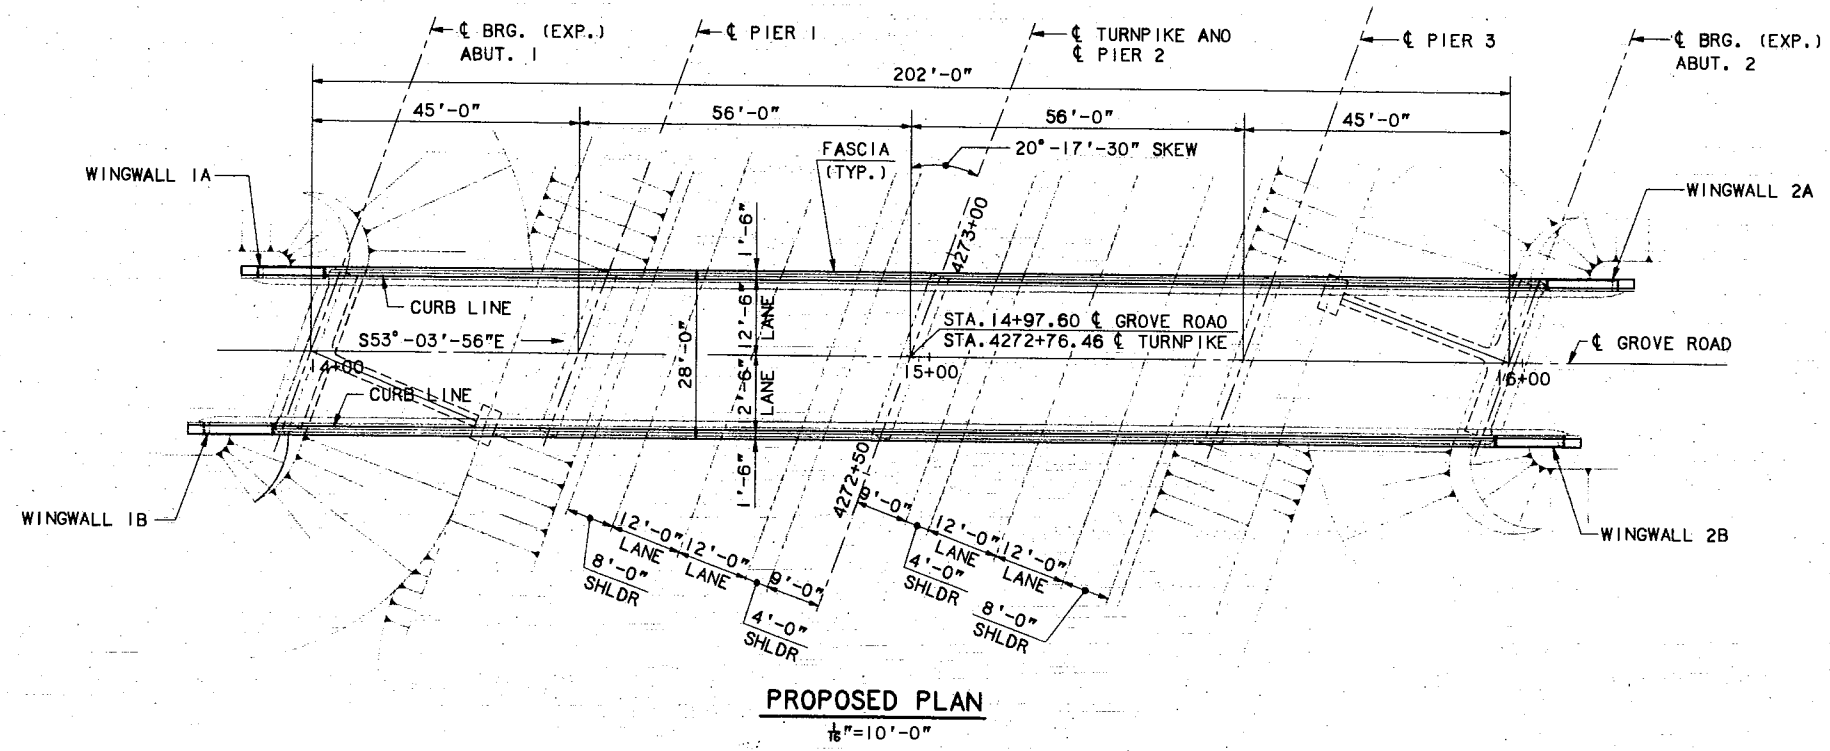 ℄ BRG. (EXP.)
ABUT. 1
℄ PIER 1
℄ TURNPIKE AND
℄ PIER 2
℄ PIER 3
℄ BRG. (EXP.)
ABUT. 2
202'-0"
45'-0"
56'-0"
56'-0"
45'-0"
FASCIA
(TYP.)
20°-17'-30" SKEW
WINGWALL 1A
WINGWALL 2A
1'-6"
4273+00
CURB LINE
12'-6"
LANE
STA. 14+97.60 ℄ GROVE ROAD
STA. 4272+76.46 ℄ TURNPIKE
S53°-03'-56"E
28'-0"
℄ GROVE ROAD
14+00
15+00
16+00
CURB LINE
12'-6"
LANE
1'-6"
4272+50
WINGWALL 1B
WINGWALL 2B
8'-0"
SHLDR
12'-0"
LANE
12'-0"
LANE
4'-0"
SHLDR
9'-0"
9'-0"
4'-0"
SHLDR
12'-0"
LANE
12'-0"
LANE
8'-0"
SHLDR
PROPOSED PLAN
1/16"=10'-0"